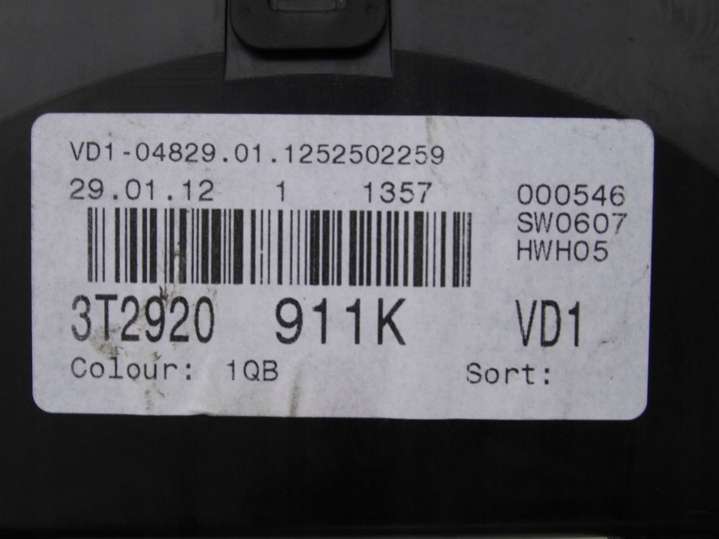 VD1-04829.01.1252502259
29.01.12 1 1357 000546
SW0607
HWH05
3T2920 911K VD1
Colour: 1QB Sort: